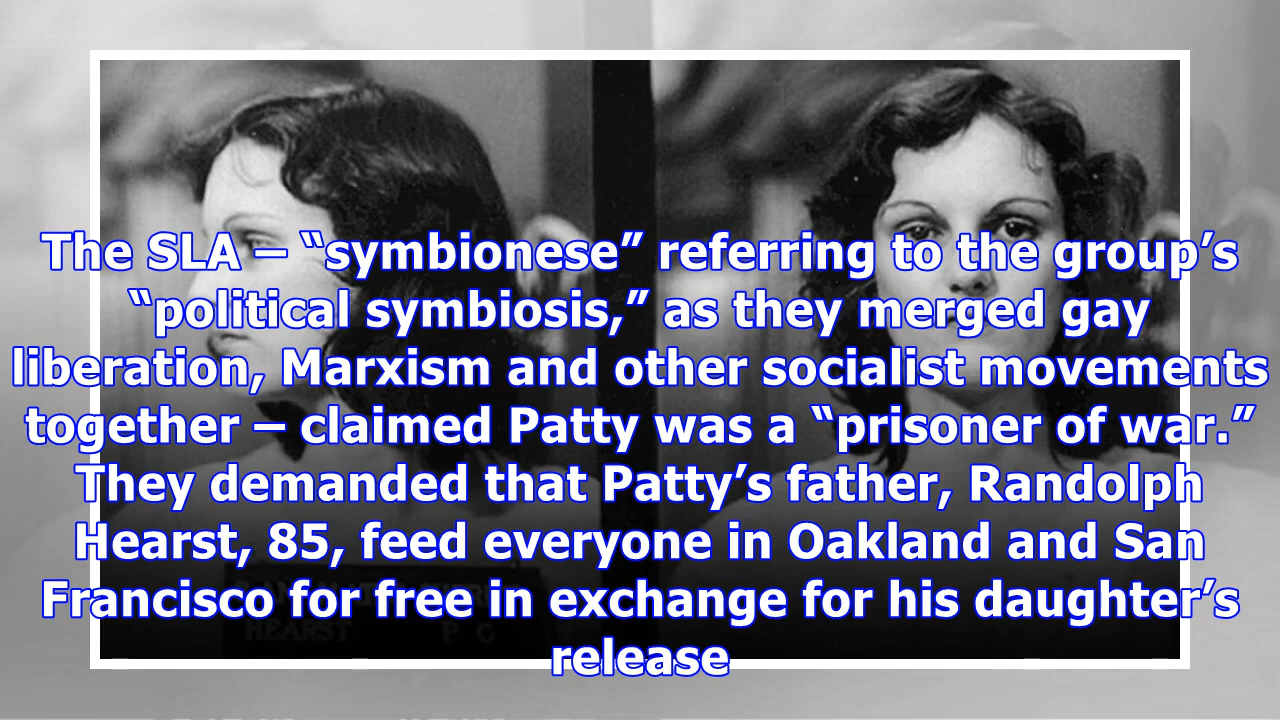 The SLA – “symbionese” referring to the group’s
“political symbiosis,” as they merged gay
liberation, Marxism and other socialist movements
together – claimed Patty was a “prisoner of war.”
They demanded that Patty’s father, Randolph
Hearst, 85, feed everyone in Oakland and San
Francisco for free in exchange for his daughter’s
release
HEARST P C